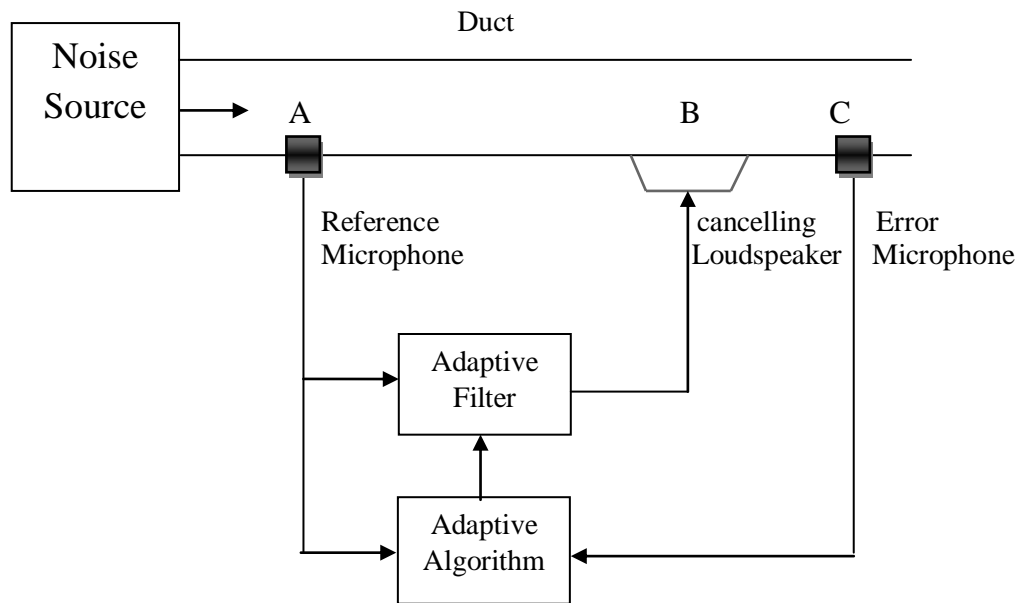 Duct
Noise
Source
A
B
C
Reference
Microphone
cancelling
Loudspeaker
Error
Microphone
Adaptive
Filter
Adaptive
Algorithm